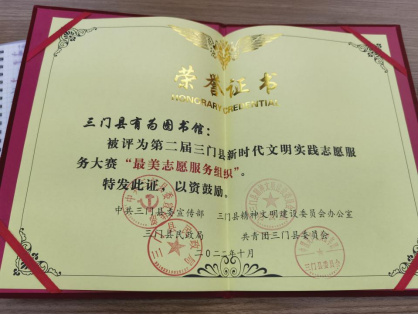 荣誉证书
HONORARY CREDENTIAL
三门县有为图书馆：
被评为第二届三门县新时代文明实践志愿服
务大赛“最美志愿服务组织”。
特发此证，以资鼓励。
中共三门县委宣传部 三门县精神文明建设委员会办公室
三门县民政局 共青团三门县委员会
二〇二一年十月